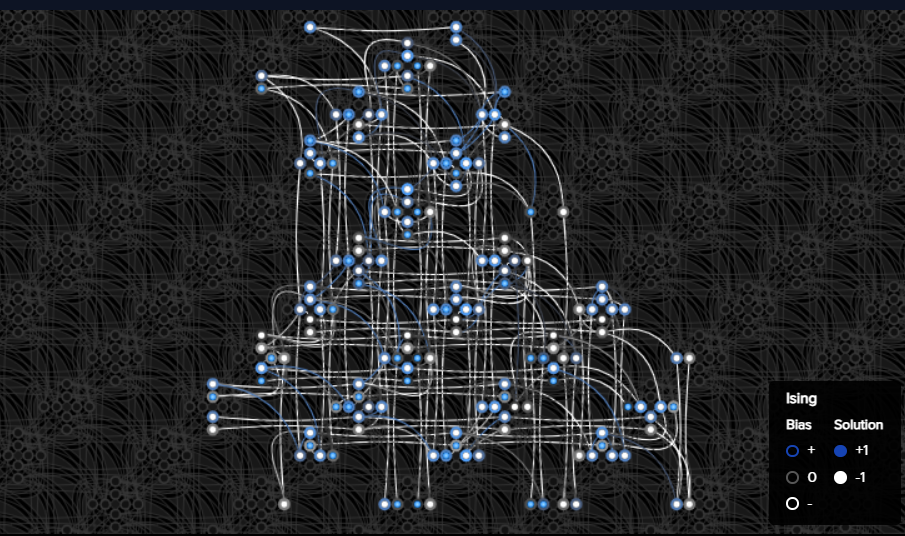 Ising
Bias Solution
+ +1
0 -1
-